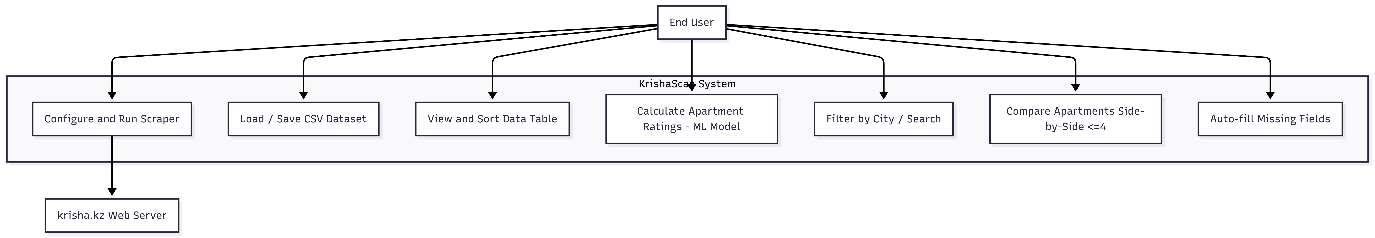 End User
KrishaScan System
Configure and Run Scraper
Load / Save CSV Dataset
View and Sort Data Table
Calculate Apartment
Ratings - ML Model
Filter by City / Search
Compare Apartments Side-
by-Side <=4
Auto-fill Missing Fields
krisha.kz Web Server